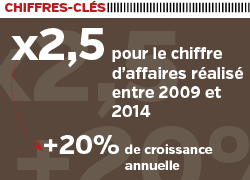 CHIFFRES-CLÉS
x2,5 pour le chiffre
d'affaires réalisé
entre 2009 et
2014
+20% de croissance
annuelle